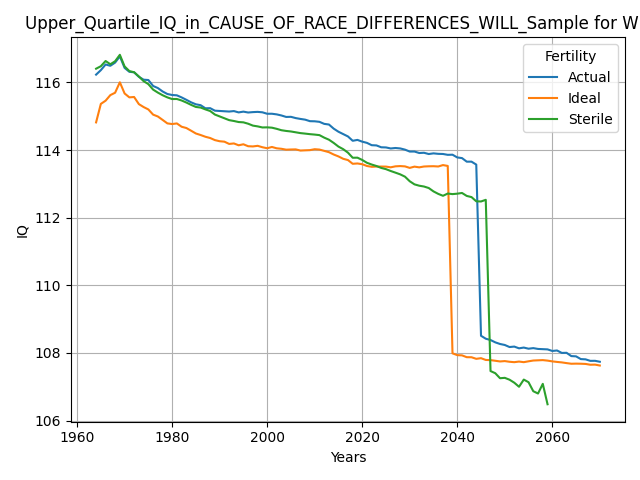 Upper_Quartile_IQ_in_CAUSE_OF_RACE_DIFFERENCES_WILL_Sample for W
Fertility
Actual
Ideal
Sterile
116
114
112
110
108
106
IQ
1960
1980
2000
2020
2040
2060
Years